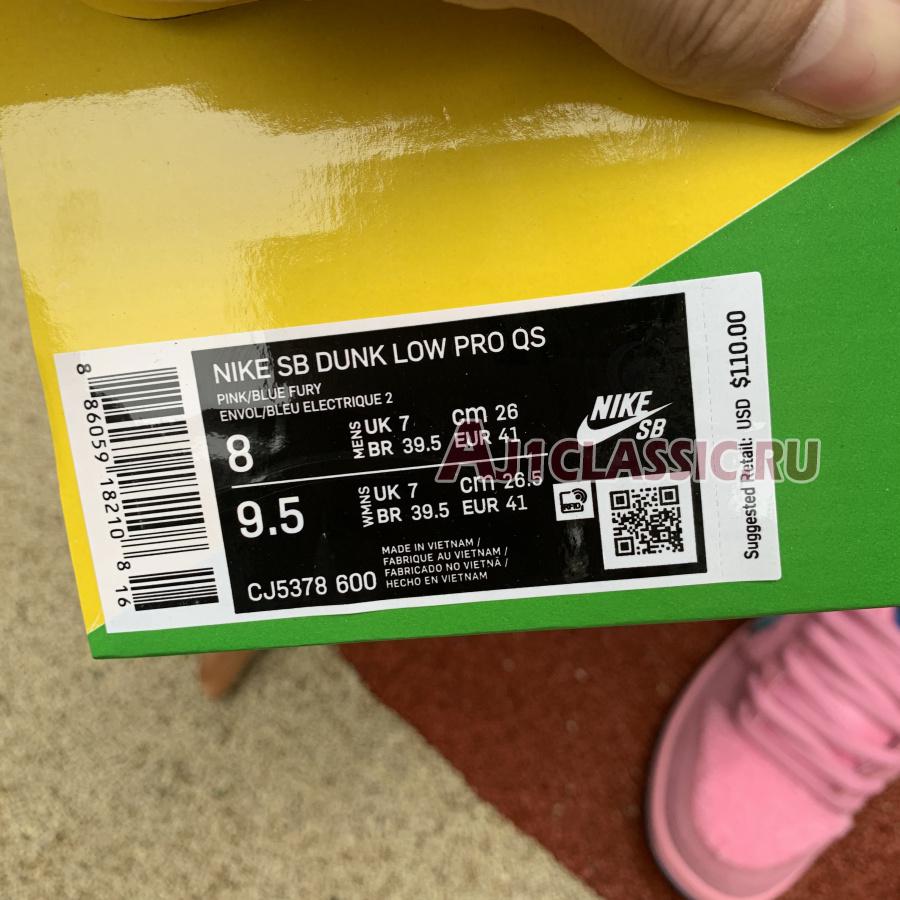 NIKE SB DUNK LOW PRO QS
PINK/BLUE FURY
ENVOL/BLEU ELECTRIQUE 2
8
MENS
UK 7 cm 26
BR 39.5 EUR 41
9.5
WMNS
UK 7 cm 26.5
BR 39.5 EUR 41
CJ5378 600
MADE IN VIETNAM /
FABRIQUE AU VIETNAM /
FABRICADO NO VIETNÃ /
HECHO EN VIETNAM
NIKE
SB
RFID
8 86059 18210 8 16
Suggested Retail: USD $110.00
AJ1CLASSIC.RU